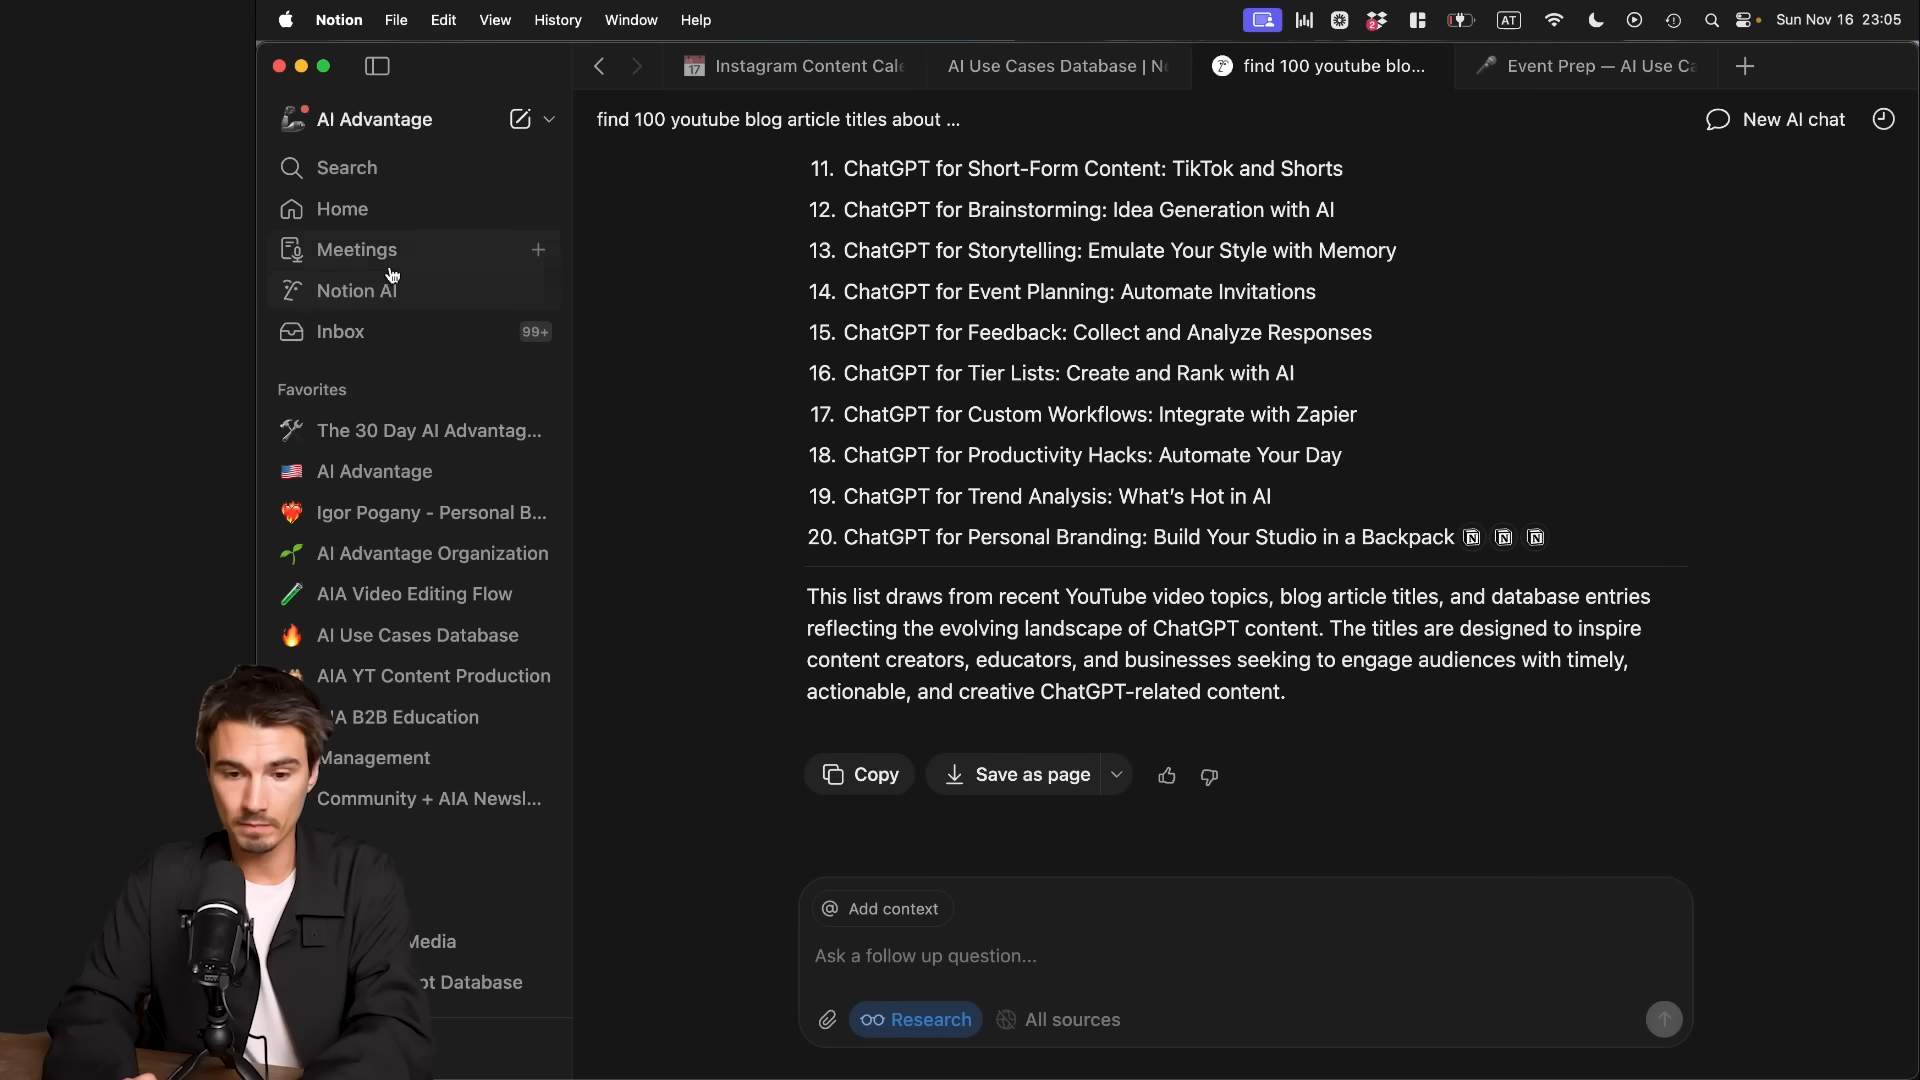 Notion File Edit View History Window Help
AT Sun Nov 16 23:05
17 Instagram Content Cale
AI Use Cases Database | N
find 100 youtube blo...
Event Prep — AI Use Ca
AI Advantage
find 100 youtube blog article titles about ...
New AI chat
Search
Home
Meetings
Notion AI
Inbox 99+
Favorites
The 30 Day AI Advantag...
AI Advantage
Igor Pogany - Personal B...
AI Advantage Organization
AIA Video Editing Flow
AI Use Cases Database
AIA YT Content Production
B2B Education
Management
Community + AIA Newsl...
Media
Database
11. ChatGPT for Short-Form Content: TikTok and Shorts
12. ChatGPT for Brainstorming: Idea Generation with AI
13. ChatGPT for Storytelling: Emulate Your Style with Memory
14. ChatGPT for Event Planning: Automate Invitations
15. ChatGPT for Feedback: Collect and Analyze Responses
16. ChatGPT for Tier Lists: Create and Rank with AI
17. ChatGPT for Custom Workflows: Integrate with Zapier
18. ChatGPT for Productivity Hacks: Automate Your Day
19. ChatGPT for Trend Analysis: What's Hot in AI
20. ChatGPT for Personal Branding: Build Your Studio in a Backpack
This list draws from recent YouTube video topics, blog article titles, and database entries
reflecting the evolving landscape of ChatGPT content. The titles are designed to inspire
content creators, educators, and businesses seeking to engage audiences with timely,
actionable, and creative ChatGPT-related content.
Copy
Save as page
@ Add context
Ask a follow up question...
Research
All sources